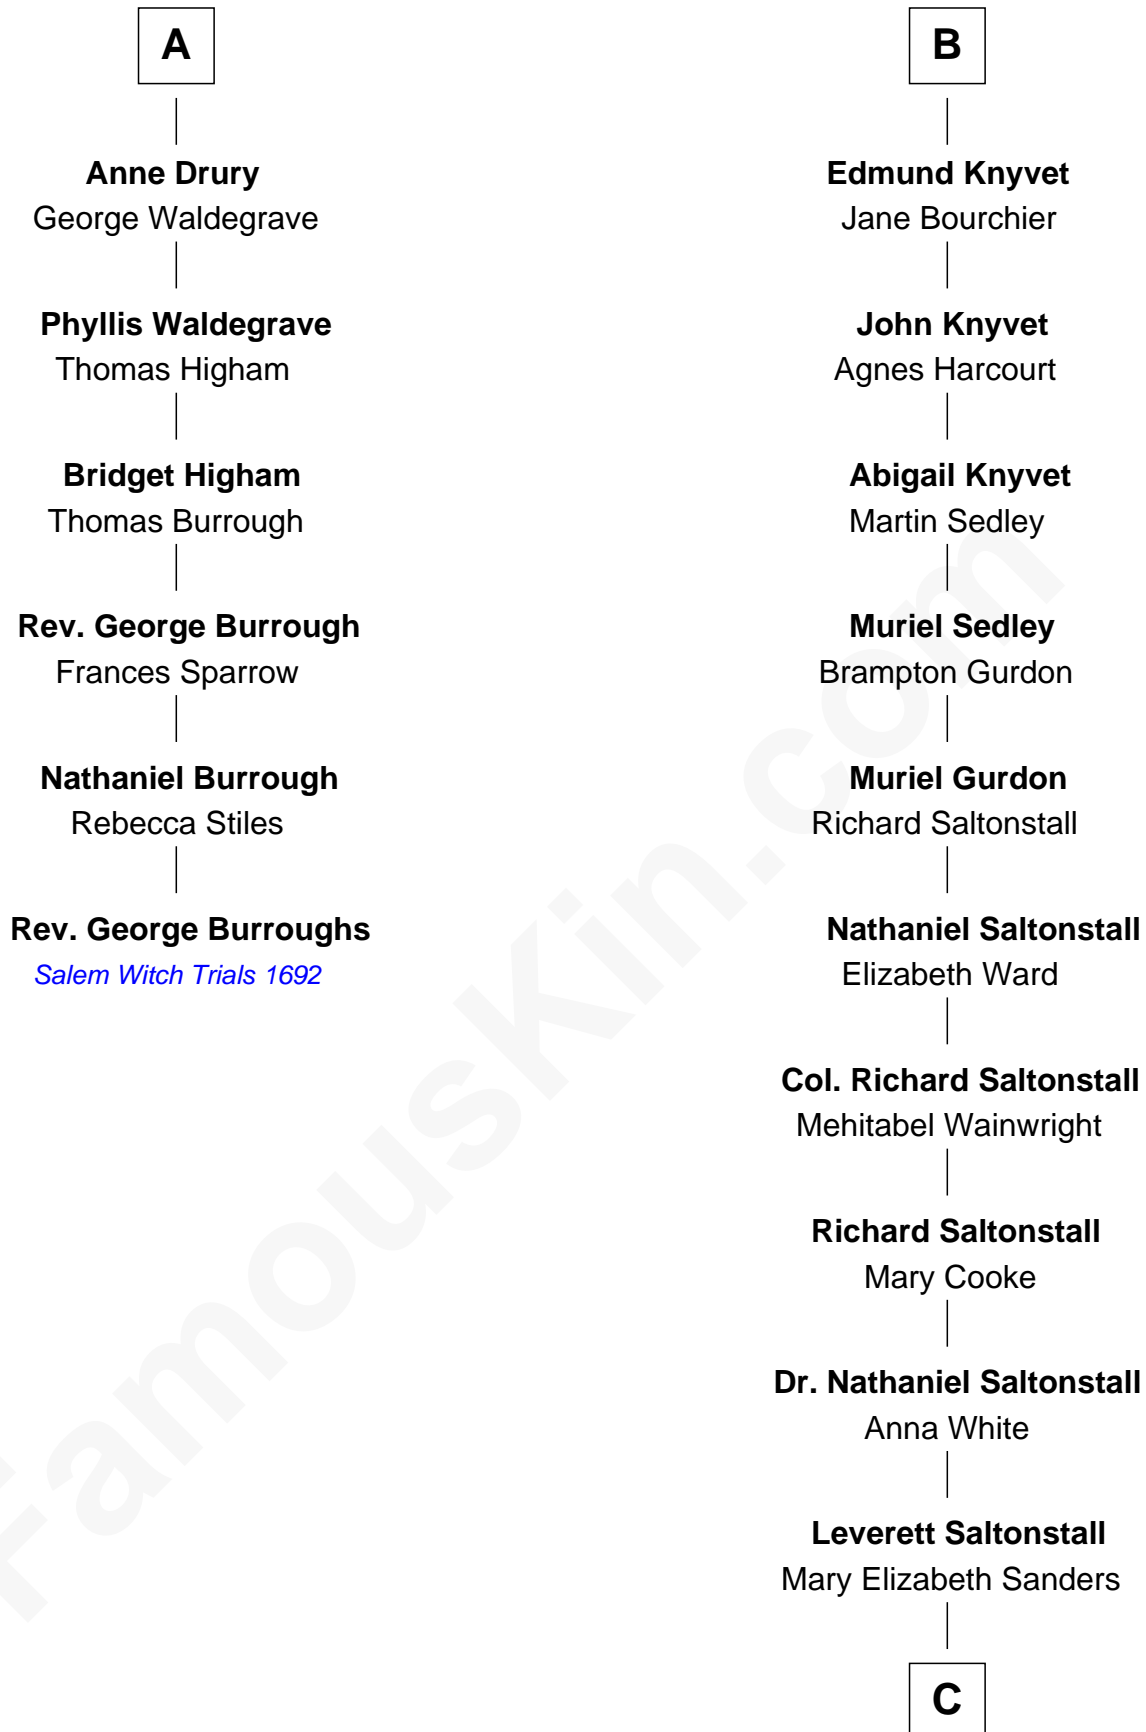 A
Anne Drury
George Waldegrave
Phyllis Waldegrave
Thomas Higham
Bridget Higham
Thomas Burrough
Rev. George Burrough
Frances Sparrow
Nathaniel Burrough
Rebecca Stiles
Rev. George Burroughs
Salem Witch Trials 1692
B
Edmund Knyvet
Jane Bourchier
John Knyvet
Agnes Harcourt
Abigail Knyvet
Martin Sedley
Muriel Sedley
Brampton Gurdon
Muriel Gurdon
Richard Saltonstall
Nathaniel Saltonstall
Elizabeth Ward
Col. Richard Saltonstall
Mehitabel Wainwright
Richard Saltonstall
Mary Cooke
Dr. Nathaniel Saltonstall
Anna White
Leverett Saltonstall
Mary Elizabeth Sanders
C
FamousKin.com